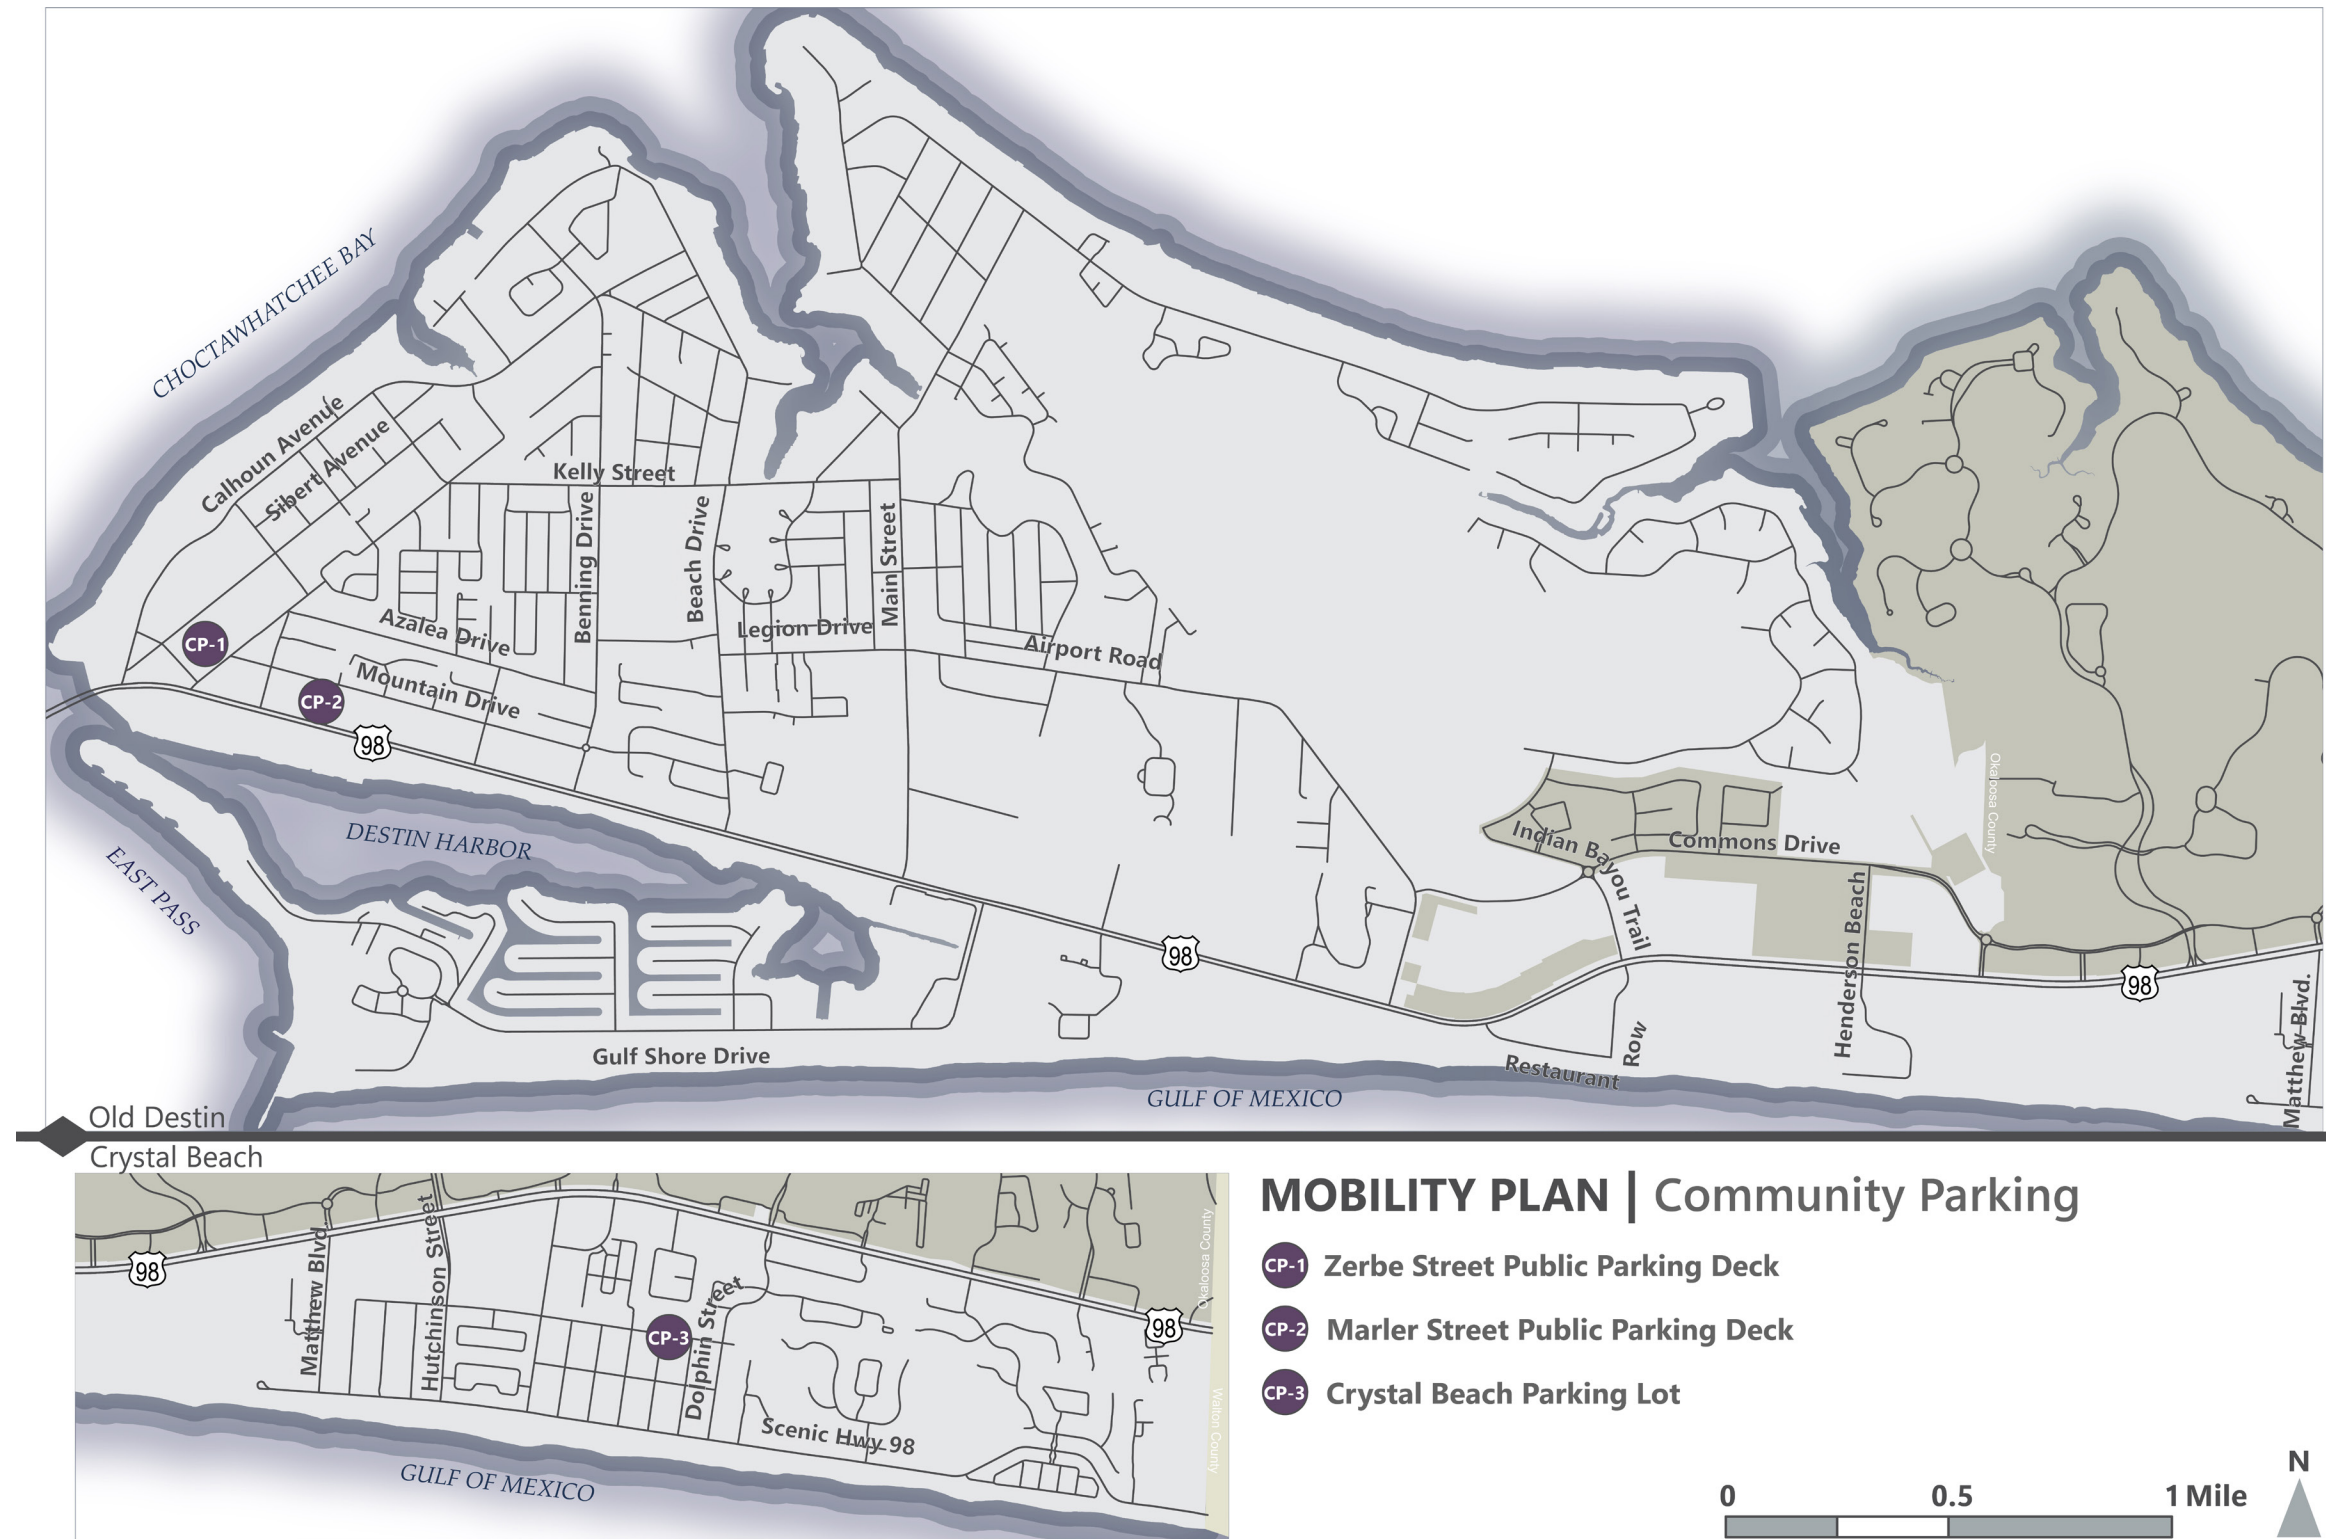 CHOCTAWHATCHEE BAY
Calhoun Avenue
Sibert Avenue
Kelly Street
Benning Drive
Beach Drive
Main Street
CP-1
Azalea Drive
Legion Drive
Airport Road
CP-2
Mountain Drive
98
DESTIN HARBOR
EAST PASS
98
Indian Bayou Trail
Commons Drive
Okaloosa County
Henderson Beach
98
Matthew Blvd.
Gulf Shore Drive
Restaurant Row
GULF OF MEXICO
Old Destin
Crystal Beach
98
Matthew Blvd.
Hutchinson Street
CP-3
Dolphin Street
Scenic Hwy 98
98
Okaloosa County
Walton County
GULF OF MEXICO
MOBILITY PLAN | Community Parking
CP-1 Zerbe Street Public Parking Deck
CP-2 Marler Street Public Parking Deck
CP-3 Crystal Beach Parking Lot
0 0.5 1 Mile
N